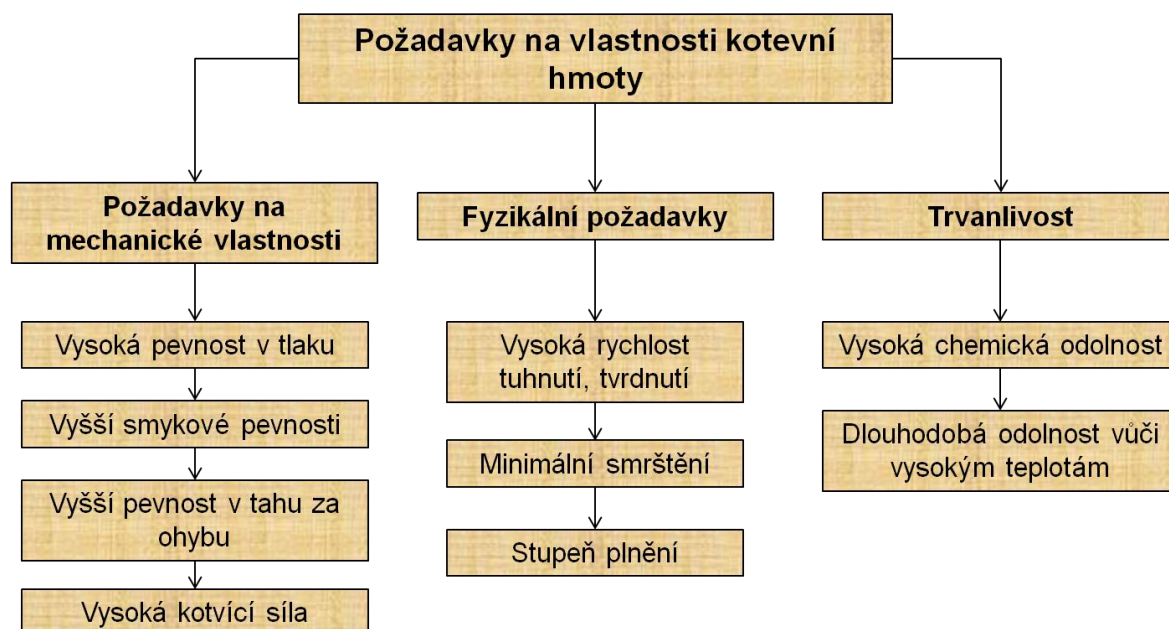 Požadavky na vlastnosti kotevní
hmoty
Požadavky na
mechanické vlastnosti
Vysoká pevnost v tlaku
Vyšší smykové pevnosti
Vyšší pevnost v tahu za
ohybu
Vysoká kotvící síla
Fyzikální požadavky
Vysoká rychlost
tuhnutí, tvrdnutí
Minimální smrštění
Stupeň plnění
Trvanlivost
Vysoká chemická odolnost
Dlouhodobá odolnost vůči
vysokým teplotám